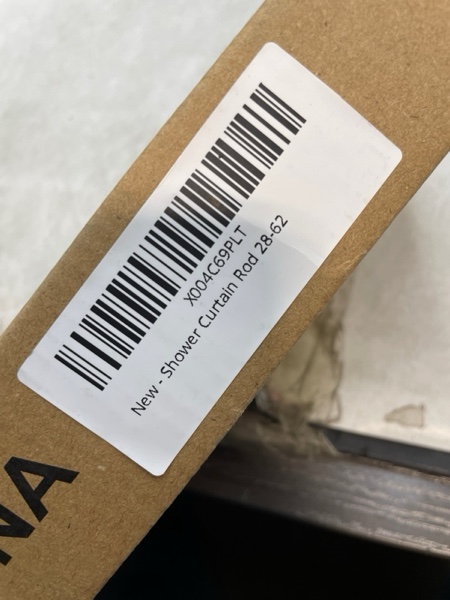 X004C69PLT
New - Shower Curtain Rod 28-62
NA